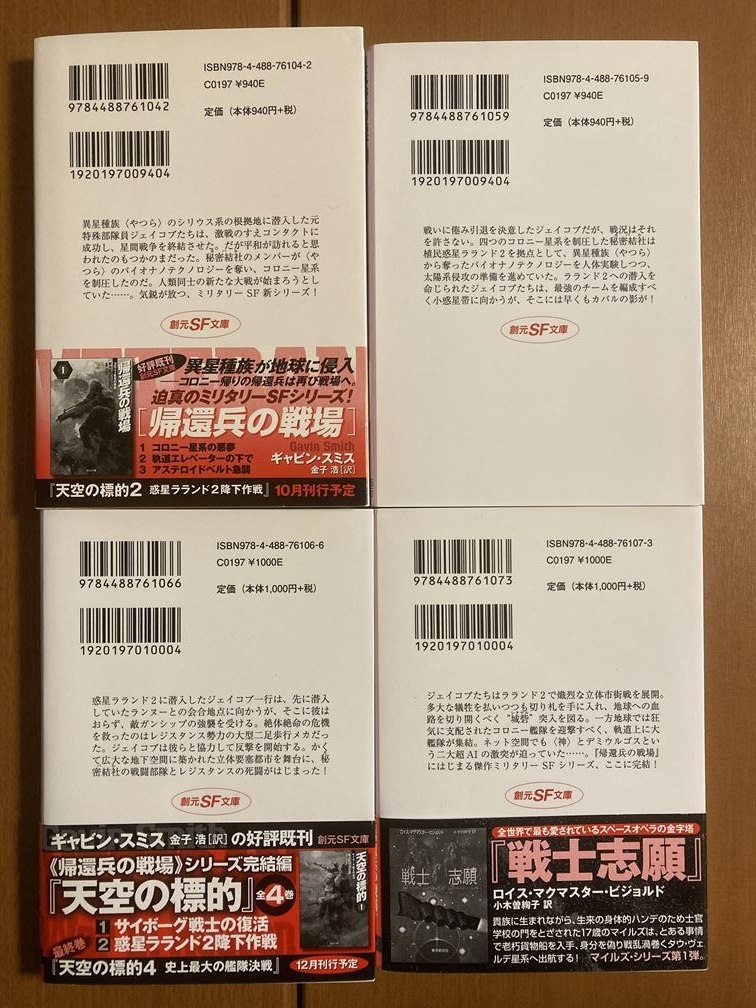 ISBN978-4-488-76104-2
C0197 ¥940E
9784488761042
定価（本体940円+税）
1920197009404
異星種族〈やつら〉のシリウス系の根拠地に潜入した元
特殊部隊員ジェイコブたちは、激戦のすえコンタクトに
成功し、星間戦争を終結させた。だが平和が訪れると思
われたのもつかのまだった。秘密結社のメンバーが〈や
つら〉のバイオナノテクノロジーを奪い、コロニー星系
を制圧したのだ。人類同士の新たな大戦が始まろうとし
ていた……。気鋭が放つ、ミリタリーSF新シリーズ！
創元SF文庫
好評既刊
創元SF文庫
異星種族が地球に侵入
コロニー帰りの帰還兵は再び戦場へ。
迫真のミリタリーSFシリーズ！
［帰還兵の戦場］
1
帰還兵の戦場
Gavin Smith
1 コロニー星系の悪夢
2 軌道エレベーターの下で
3 アステロイドベルト急襲
ギャビン・スミス
金子 浩［訳］
『天空の標的2 惑星ラランド2降下作戦』10月刊行予定
ISBN978-4-488-76105-9
C0197 ¥940E
9784488761059
定価（本体940円+税）
1920197009404
戦いに倦み引退を決意したジェイコブだが、戦況はそれ
を許さない。四つのコロニー星系を制圧した秘密結社は
植民惑星ラランド2を拠点として、異星種族〈やつら〉
から奪ったバイオナノテクノロジーを人体実験しつつ、
太陽系侵攻の準備を進めていた。ラランド2への潜入を
命じられたジェイコブたちは、最強のチームを編成すべ
く小惑星帯に向かうが、そこには早くもカバルの影が！
創元SF文庫
ISBN978-4-488-76106-6
C0197 ¥1000E
9784488761066
定価（本体1,000円+税）
1920197010004
惑星ラランド2に潜入したジェイコブ一行は、先に潜入
していたランヌーとの会合地点に向かうが、そこに彼は
おらず、敵ガンシップの強襲を受ける。絶体絶命の危機
を救ったのはレジスタンス勢力の大型二足歩行メカだっ
た。ジェイコブは彼らと協力して反撃を開始する。かく
て広大な地下空間に築かれた立体要塞都市を舞台に、秘
密結社の戦闘部隊とレジスタンスの死闘がはじまった！
創元SF文庫
ギャビン・スミス 金子 浩［訳］の好評既刊 創元SF文庫
《帰還兵の戦場》シリーズ完結編
『天空の標的』全4巻
天空の標的1
1 サイボーグ戦士の復活
2 惑星ラランド2降下作戦
最終巻
『天空の標的4 史上最大の艦隊決戦』12月刊行予定
ISBN978-4-488-76107-3
C0197 ¥1000E
9784488761073
定価（本体1,000円+税）
1920197010004
ジェイコブたちはラランド2で熾烈な立体市街戦を展開。
多大な犠牲を払いつつも切り札を手に入れ、地球への血
路を切り開くべく“城砦”突入を図る。一方地球では狂
気に支配されたコロニー艦隊を迎撃すべく、軌道上に大
艦隊が集結。ネット空間でも〈神〉とデミウルゴスとい
う二大超AIの激突が迫っていた……。『帰還兵の戦場』
にはじまる傑作ミリタリーSFシリーズ、ここに完結！
創元SF文庫
全世界で最も愛されているスペースオペラの金字塔
『戦士志願』
ロイス・マクマスター・ビジョルド
戦士志願
ロイス・マクマスター・ビジョルド
小木曽絢子 訳
貴族に生まれながら、生来の身体的ハンデのため士官
学校の門をとざされた17歳のマイルズは、とある事情
で老朽貨物船を入手、身分を偽り戦乱渦巻くタウ・ヴェ
ルデ星系へ出航する！ マイルズ・シリーズ第1弾。